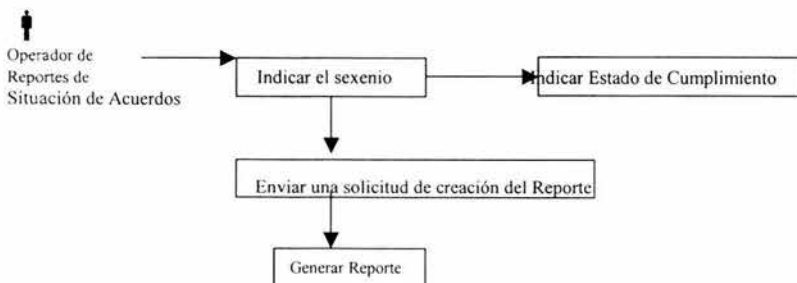 Operador de
Reportes de
Situación de Acuerdos
Indicar el sexenio
Indicar Estado de Cumplimiento
Enviar una solicitud de creación del Reporte
Generar Reporte